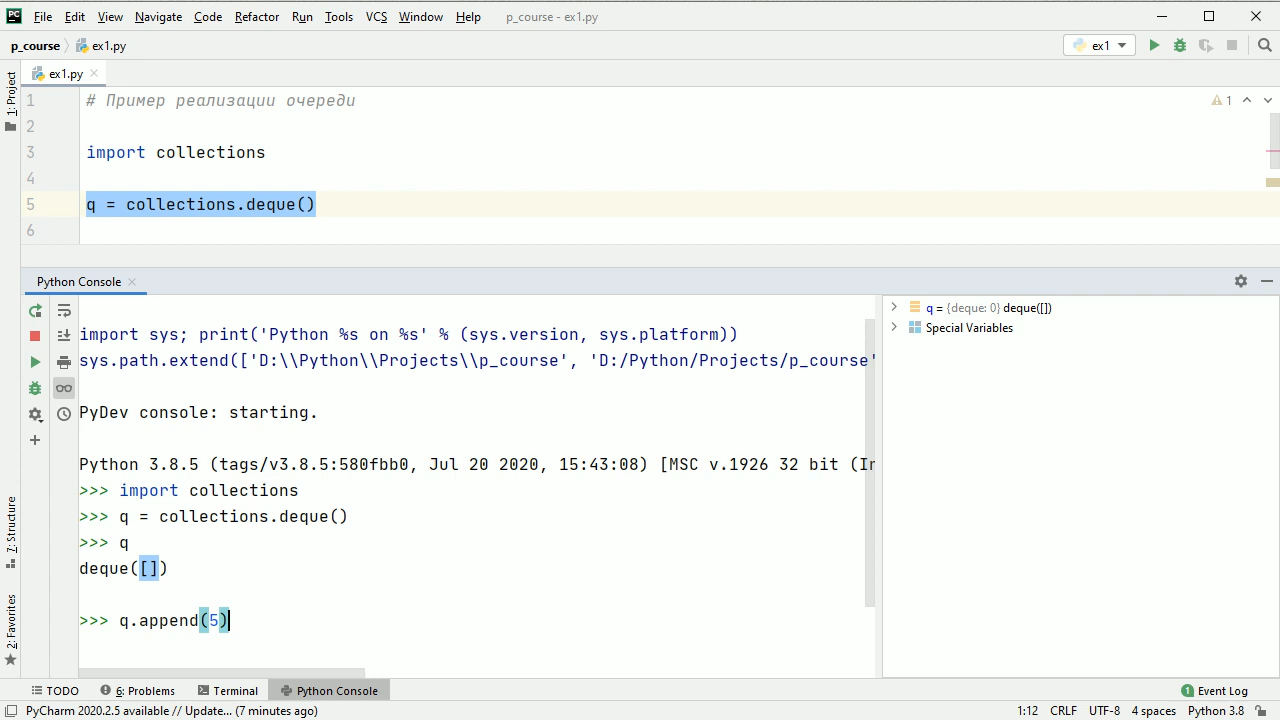 File Edit View Navigate Code Refactor Run Tools VCS Window Help p_course - ex1.py
p_course ex1.py ex1
1: Project
ex1.py
1 # Пример реализации очереди 1
2
3 import collections
4
5 q = collections.deque()
6
Python Console
q = {deque: 0} deque([])
Special Variables
import sys; print('Python %s on %s' % (sys.version, sys.platform))
sys.path.extend(['D:\\Python\\Projects\\p_course', 'D:/Python/Projects/p_course'
PyDev console: starting.
Python 3.8.5 (tags/v3.8.5:580fbb0, Jul 20 2020, 15:43:08) [MSC v.1926 32 bit (In
>>> import collections
>>> q = collections.deque()
>>> q
deque([])
>>> q.append(5)
7: Structure
2: Favorites
TODO 6: Problems Terminal Python Console 1 Event Log
PyCharm 2020.2.5 available // Update... (7 minutes ago) 1:12 CRLF UTF-8 4 spaces Python 3.8